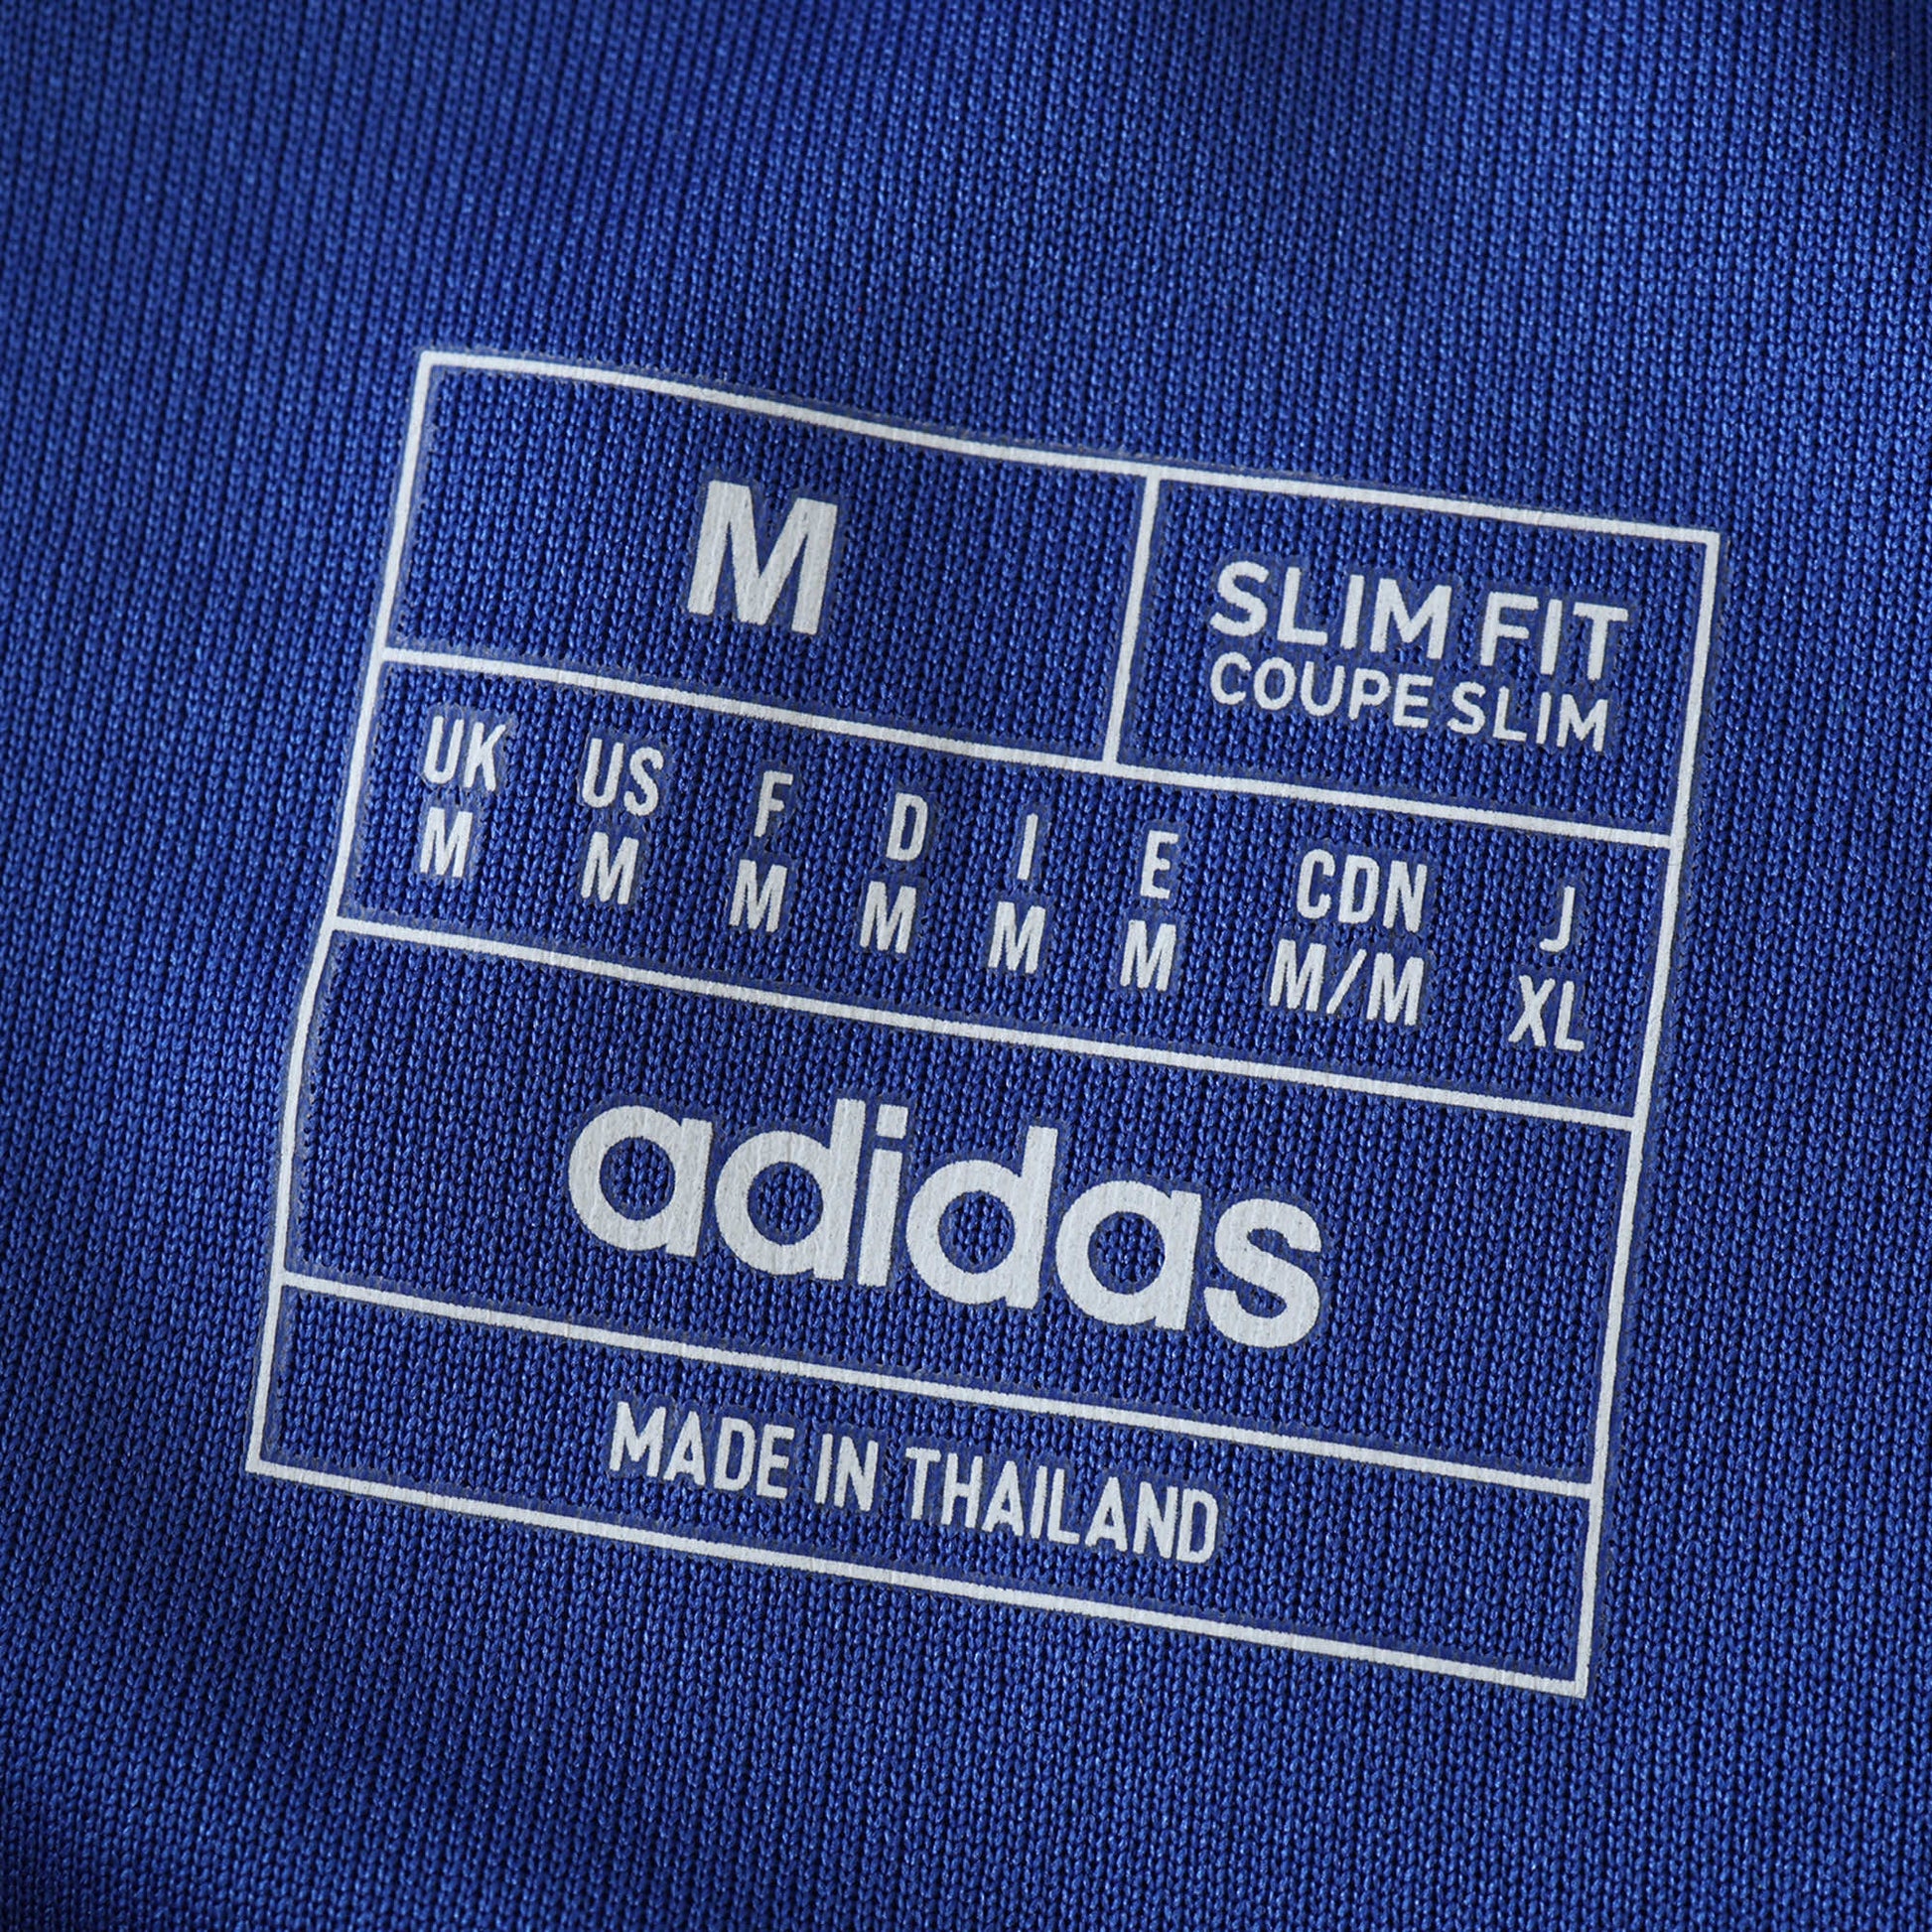 M
SLIM FIT
COUPE SLIM
UK US F D I E CDN J
M M M M M M M/M XL
adidas
MADE IN THAILAND